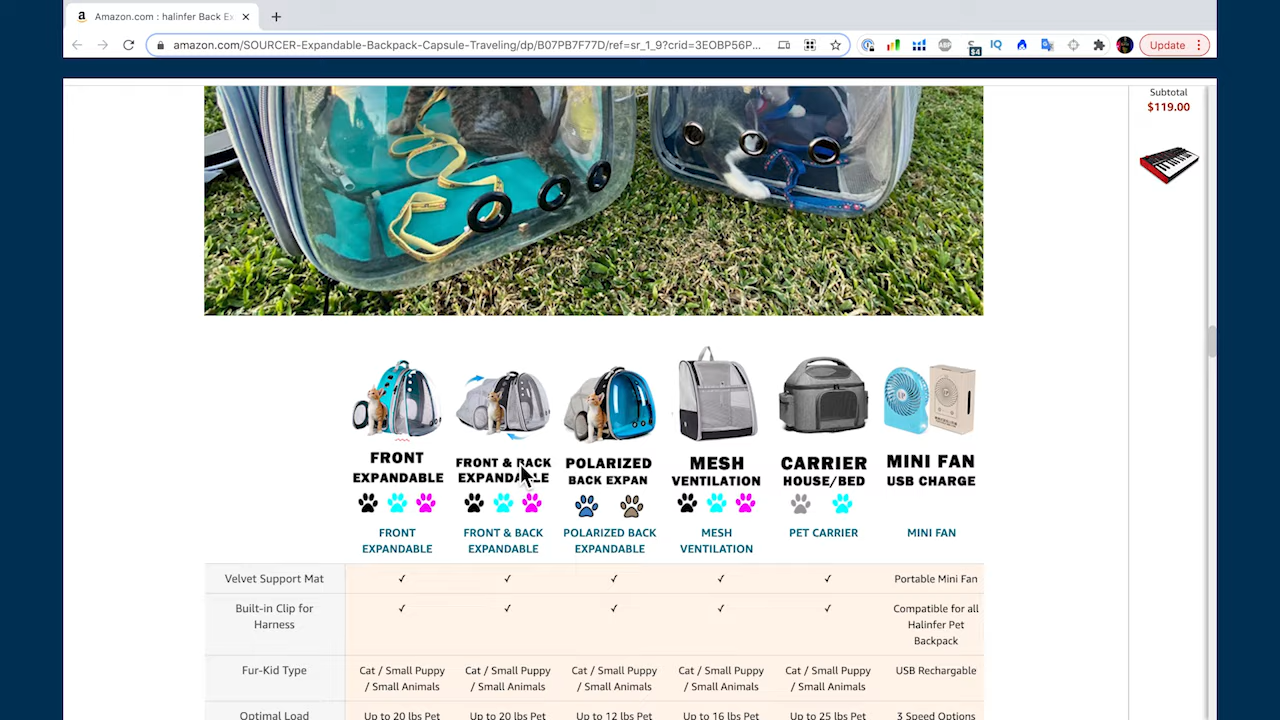 Amazon.com : halinfer Back Ex
amazon.com/SOURCER-Expandable-Backpack-Capsule-Traveling/dp/B07PB7F77D/ref=sr_1_9?crid=3EOBP56P...
ABP
$4
IQ
Update
Subtotal
$119.00
FRONT
EXPANDABLE
FRONT & BACK
EXPANDABLE
POLARIZED
BACK EXPAN
MESH
VENTILATION
CARRIER
HOUSE/BED
MINI FAN
USB CHARGE
FRONT
EXPANDABLE
FRONT & BACK
EXPANDABLE
POLARIZED BACK
EXPANDABLE
MESH
VENTILATION
PET CARRIER
MINI FAN
Velvet Support Mat ✓ ✓ ✓ ✓ ✓ Portable Mini Fan
Built-in Clip for
Harness
✓ ✓ ✓ ✓ ✓
Compatible for all
Halinfer Pet
Backpack
Fur-Kid Type
Cat / Small Puppy
/ Small Animals
Cat / Small Puppy
/ Small Animals
Cat / Small Puppy
/ Small Animals
Cat / Small Puppy
/ Small Animals
Cat / Small Puppy
/ Small Animals
USB Rechargable
Optimal Load Up to 20 lbs Pet Up to 20 lbs Pet Up to 12 lbs Pet Up to 16 lbs Pet Up to 25 lbs Pet 3 Speed Options